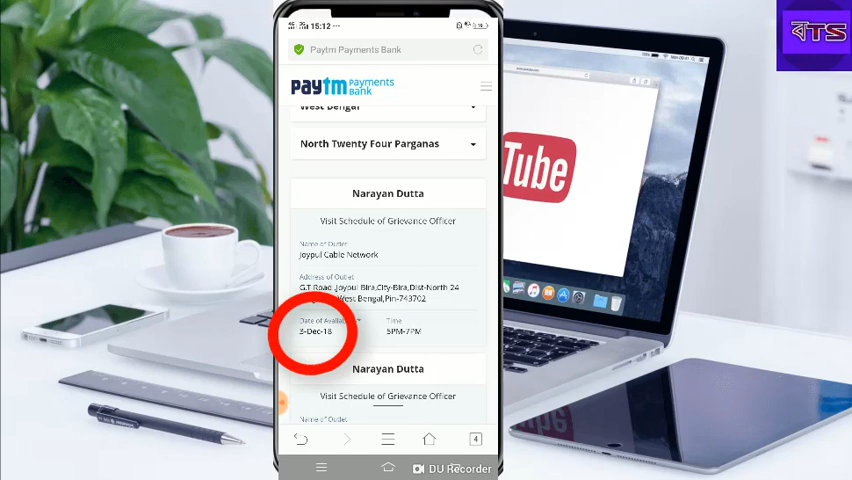 15:12
বTS
Paytm Payments Bank
paytm Payments Bank
West Bengal
North Twenty Four Parganas
Narayan Dutta
Visit Schedule of Grievance Officer
Name of Outlet
Joypul Cable Network
Address of Outlet
G.T Road ,Joypul Bira,City-Bira,Dist-North 24
West Bengal,Pin-743702
Date of Time
3-Dec-18 5PM-7PM
Narayan Dutta
Visit Schedule of Grievance Officer
Name of Outlet
4
DU Recorder
Tube